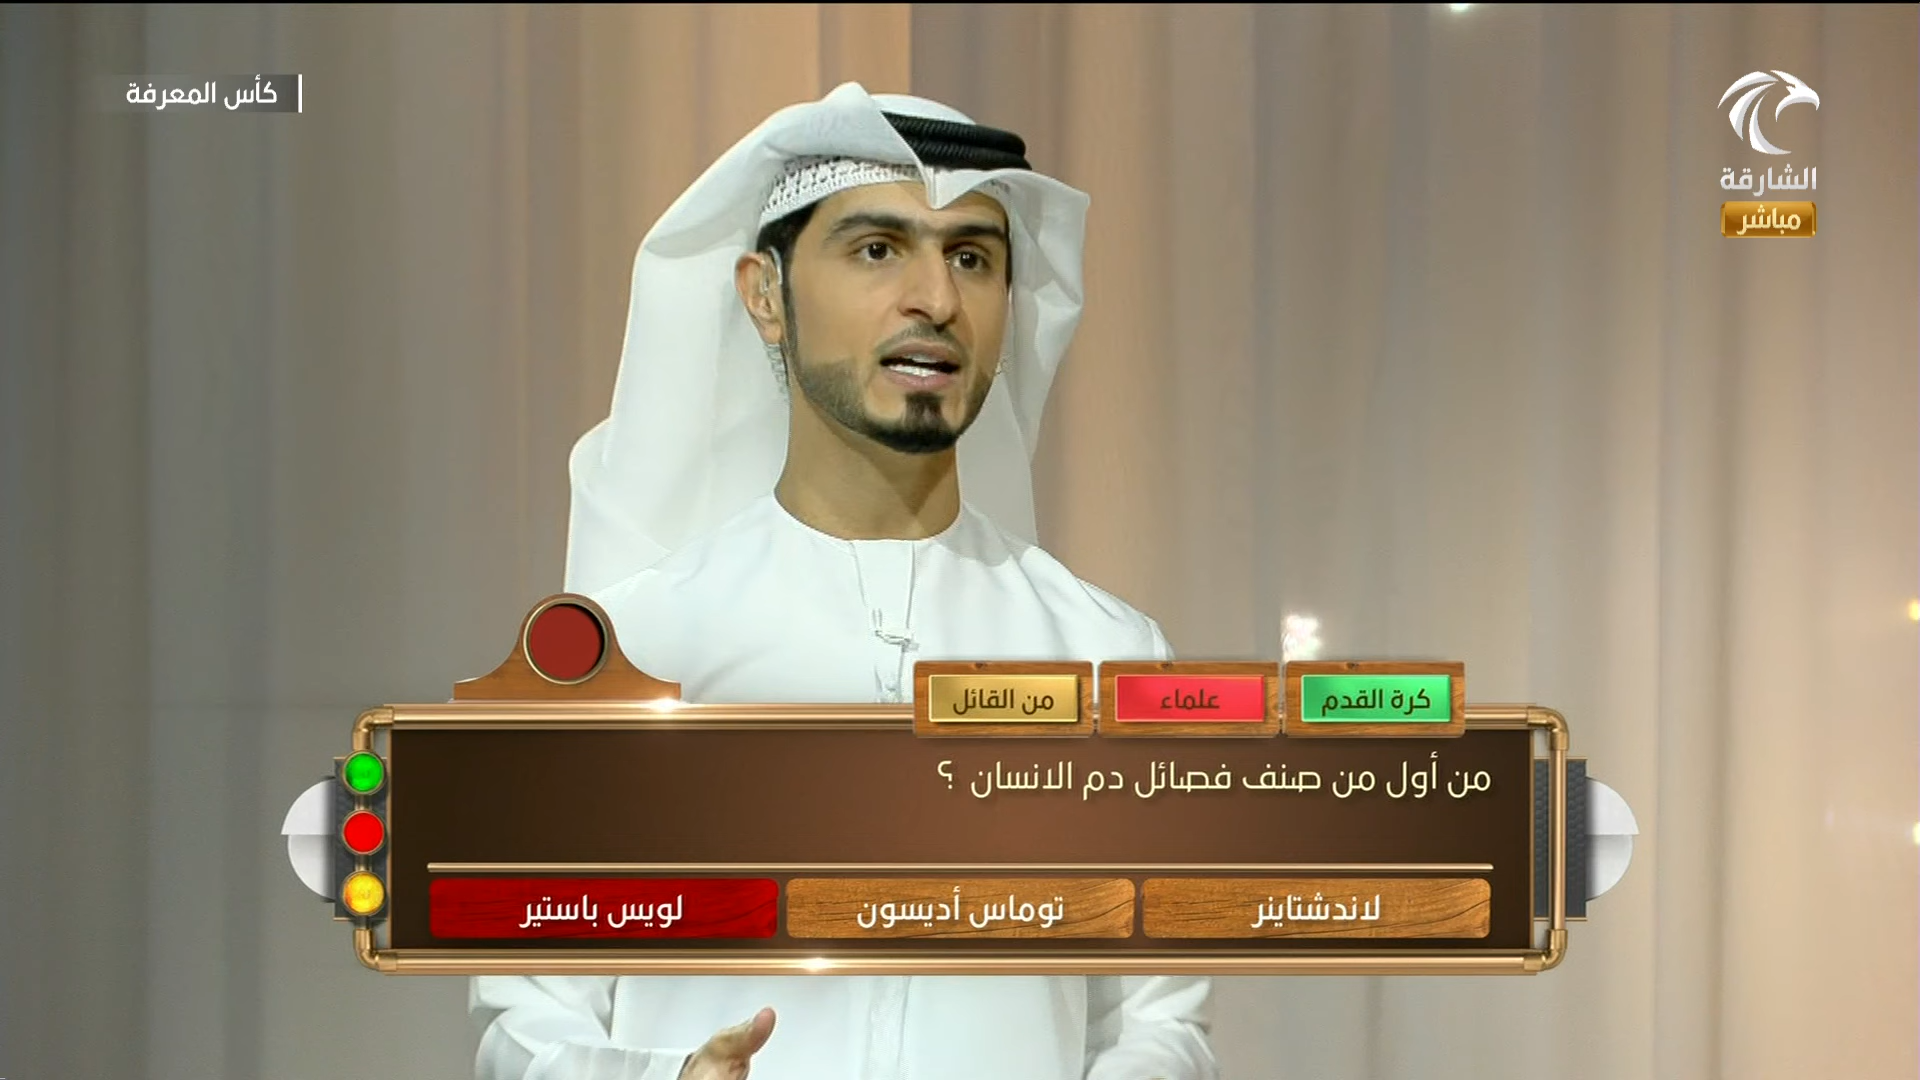 كأس المعرفة
الشارقة
مباشر
كرة القدم
علماء
من القائل
من أول من صنف فصائل دم الانسان ؟
لاندشتاينر
توماس أديسون
لويس باستير